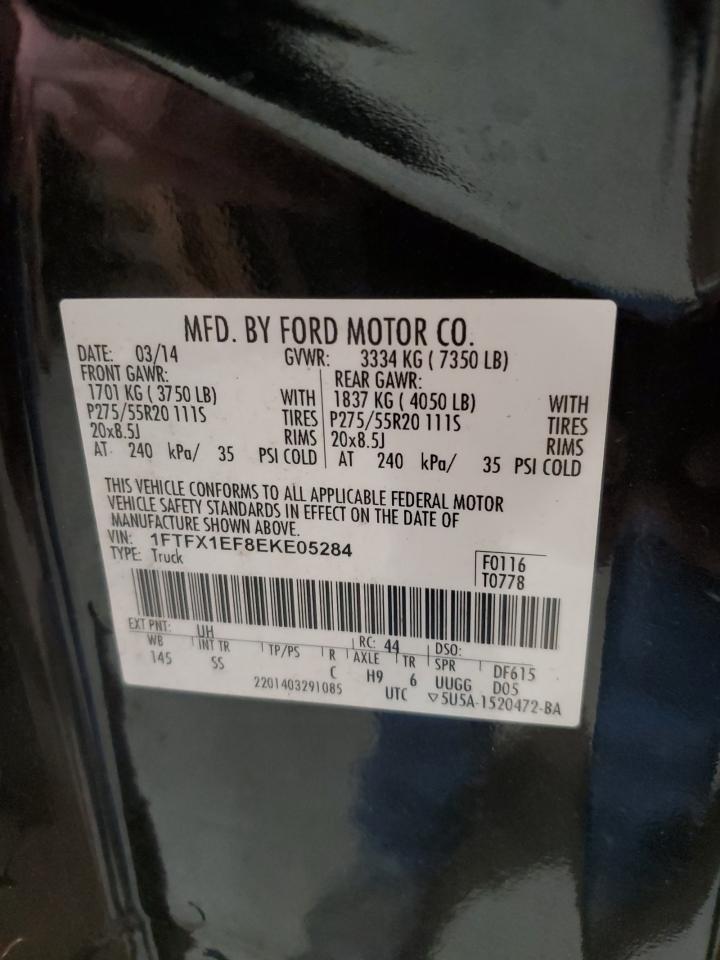 MFD. BY FORD MOTOR CO.
DATE: 03/14 GVWR: 3334 KG ( 7350 LB)
FRONT GAWR: REAR GAWR:
1701 KG ( 3750 LB) WITH 1837 KG ( 4050 LB) WITH
P275/55R20 111S TIRES P275/55R20 111S TIRES
20x8.5J RIMS 20x8.5J RIMS
AT 240 kPa/ 35 PSI COLD AT 240 kPa/ 35 PSI COLD
THIS VEHICLE CONFORMS TO ALL APPLICABLE FEDERAL MOTOR
VEHICLE SAFETY STANDARDS IN EFFECT ON THE DATE OF
MANUFACTURE SHOWN ABOVE.
VIN: 1FTFX1EF8EKE05284 F0116
TYPE: Truck T0778
EXT PNT: UH RC: 44 DSO:
WB INT TR TP/PS R AXLE TR SPR DF615
145 SS C H9 6 UUGG D05
2201403291085 UTC ▽5U5A-1520472-BA